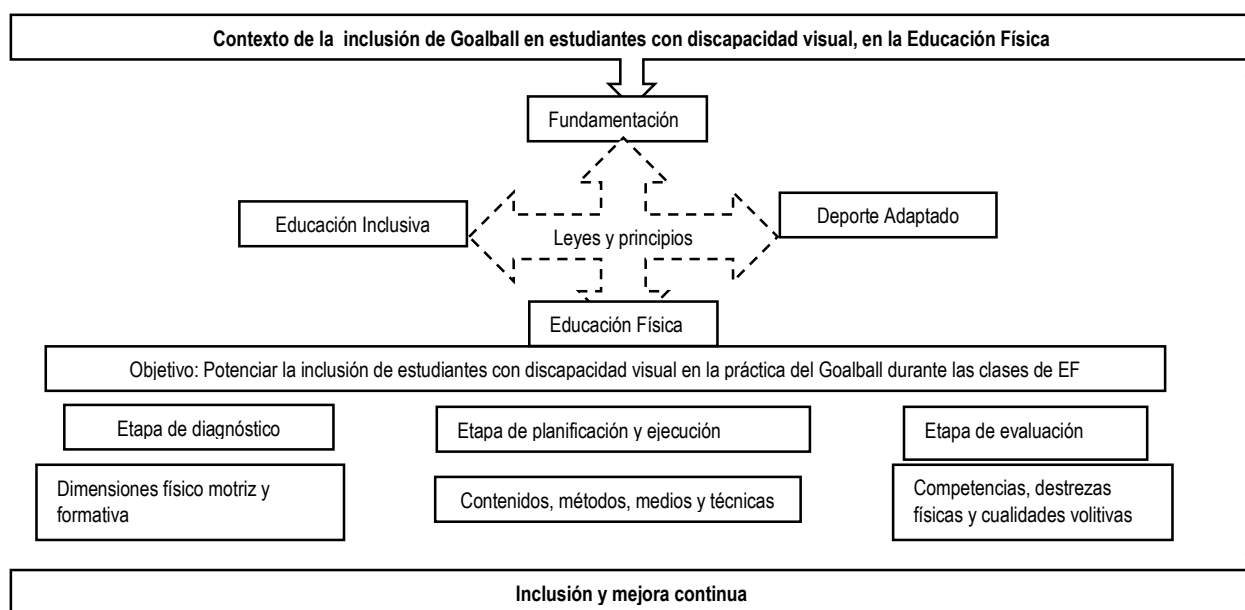 Contexto de la inclusión de Goalball en estudiantes con discapacidad visual, en la Educación Física
Fundamentación
Educación Inclusiva
Leyes y principios
Deporte Adaptado
Educación Física
Objetivo: Potenciar la inclusión de estudiantes con discapacidad visual en la práctica del Goalball durante las clases de EF
Etapa de diagnóstico
Etapa de planificación y ejecución
Etapa de evaluación
Dimensiones físico motriz y
formativa
Contenidos, métodos, medios y técnicas
Competencias, destrezas
físicas y cualidades volitivas
Inclusión y mejora continua